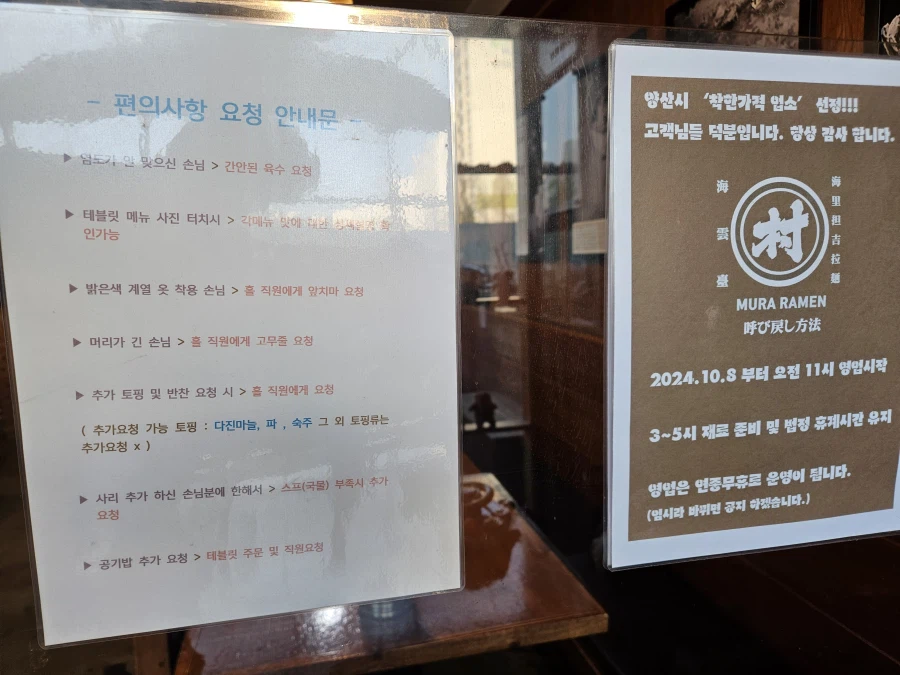 - 편의사항 요청 안내문 -
▶ 염도가 안 맞으신 손님 > 간안된 육수 요청
▶ 테블릿 메뉴 사진 터치시 > 각메뉴 맛에 대한
인가능
▶ 밝은색 계열 옷 착용 손님 > 홀 직원에게 앞치마 요청
▶ 머리가 긴 손님 > 홀 직원에게 고무줄 요청
▶ 추가 토핑 및 반찬 요청 시 > 홀 직원에게 요청
( 추가요청 가능 토핑 : 다진마늘, 파 , 숙주 그 외 토핑류는
추가요청 x )
▶ 사리 추가 하신 손님분에 한해서 > 스프(국물) 부족시 추가
요청
▶ 공기밥 추가 요청 > 테블릿 주문 및 직원요청
양산시 '착한가격 업소' 선정!!!
고객님들 덕분입니다. 항상 감사 합니다.
海雲臺
村
海里担吉拉麺
MURA RAMEN
呼び戻し方法
2024.10.8 부터 오전 11시 영업시작
3~5시 재료 준비 및 법정 휴게시간 유지
영업은 연중무휴로 운영이 됩니다.
(혐시라 바뀌면 공지 하겠습니다.)